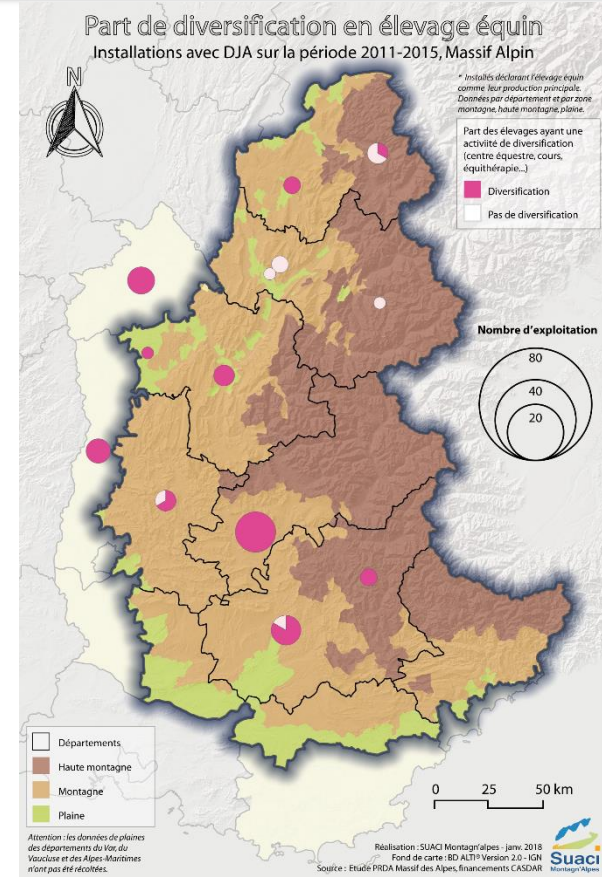 Part de diversification en élevage équin
Installations avec DJA sur la période 2011-2015, Massif Alpin
N
* Installés déclarant l'élevage équin
comme leur production principale.
Données par département et par zone
montagne, haute montagne, plaine.
Part des élevages ayant une
activité de diversification
(centre équestre, cours,
équithérapie...)
Diversification
Pas de diversification
Nombre d'exploitation
80
40
20
Départements
Haute montagne
Montagne
Plaine
Attention : les données de plaines
des départements du Var, du
Vaucluse et des Alpes-Maritimes
n'ont pas été récoltées.
0 25 50 km
Réalisation : SUACI Montagn'alpes - janv. 2018
Fond de carte : BD ALTI® Version 2.0 - IGN
Source : Etude PRDA Massif des Alpes, financements CASDAR
Suaci
Montagn'Alpes